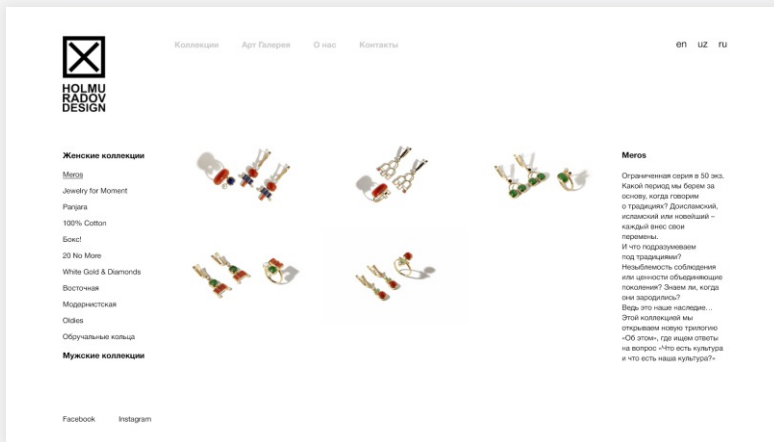 HOLMU
RADOV
DESIGN
Коллекции Арт Галерея О нас Контакты
en uz ru
Женские коллекции
Meros
Jewelry for Moment
Panjara
100% Cotton
Бокс!
20 No More
White Gold & Diamonds
Восточная
Модернистская
Oldies
Обручальные кольца
Мужские коллекции
Meros
Ограниченная серия в 50 экз.
Какой период мы берем за
основу, когда говорим
о традициях? Доисламский,
исламский или новейший –
каждый внес свои
перемены.
И что подразумеваем
под традициями?
Незыблемость соблюдения
или ценности объединяющие
поколения? Знаем ли, когда
они зародились?
Ведь это наше наследие...
Этой коллекцией мы
открываем новую трилогию
«Об этом», где ищем ответы
на вопрос «Что есть культура
и что есть наша культура?»
Facebook Instagram